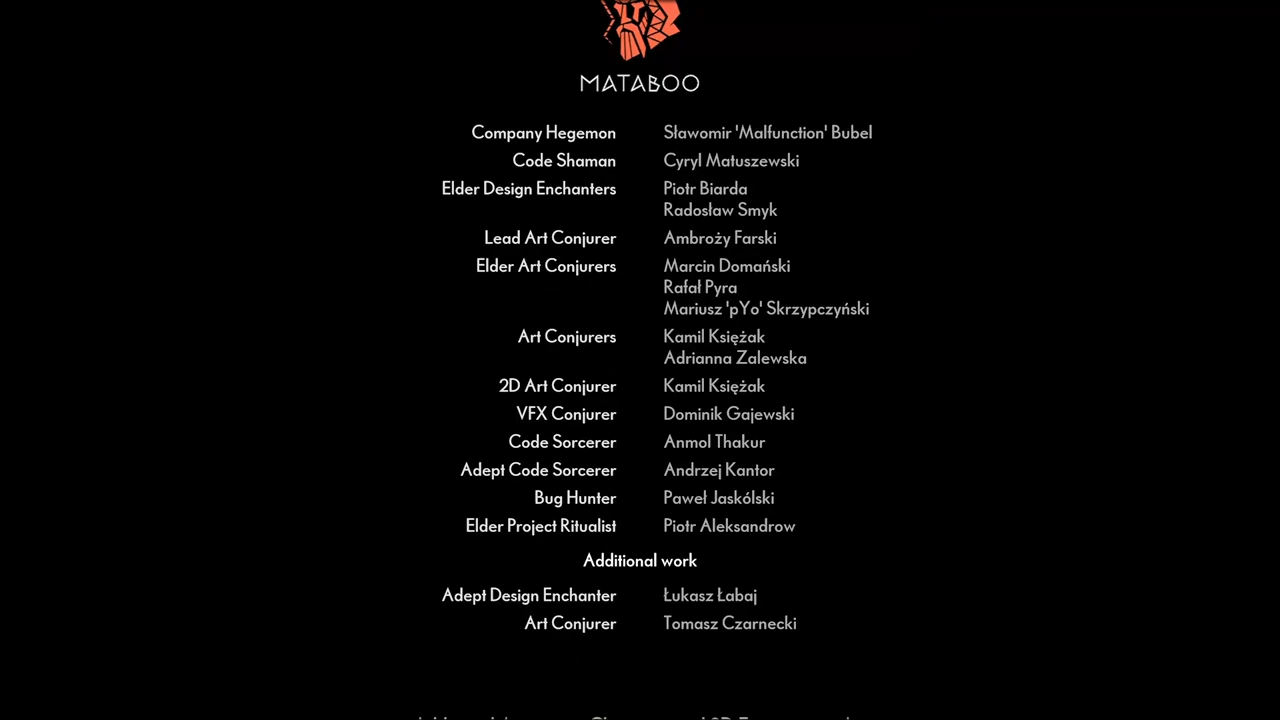 MATABOO
Company Hegemon Sławomir 'Malfunction' Bubel
Code Shaman Cyryl Matuszewski
Elder Design Enchanters Piotr Biarda
Radosław Smyk
Lead Art Conjurer Ambroży Farski
Elder Art Conjurers Marcin Domański
Rafał Pyra
Mariusz 'pYo' Skrzypczyński
Art Conjurers Kamil Księżak
Adrianna Zalewska
2D Art Conjurer Kamil Księżak
VFX Conjurer Dominik Gajewski
Code Sorcerer Anmol Thakur
Adept Code Sorcerer Andrzej Kantor
Bug Hunter Paweł Jaskólski
Elder Project Ritualist Piotr Aleksandrow
Additional work
Adept Design Enchanter Łukasz Łabaj
Art Conjurer Tomasz Czarnecki